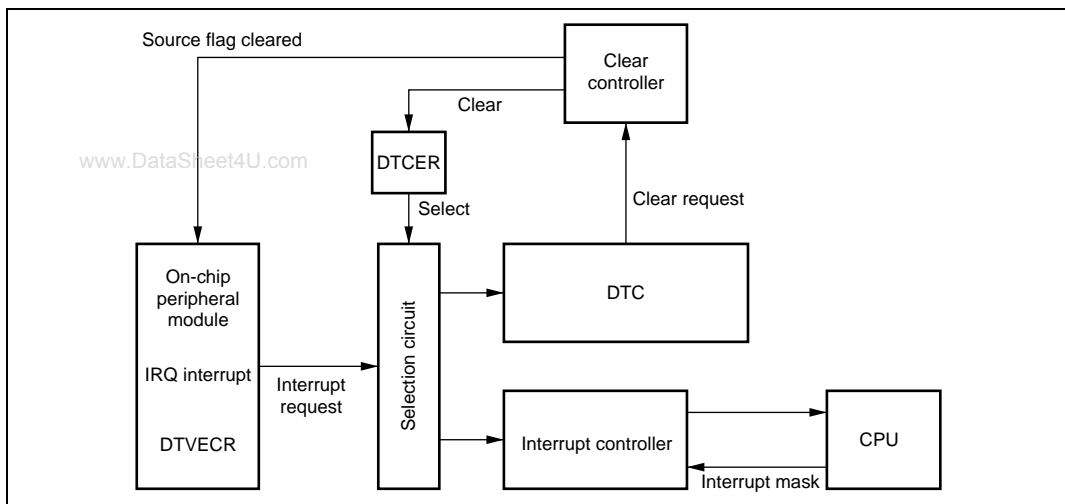 Source flag cleared
Clear
controller
Clear
www.DataSheet4U.com
DTCER
Clear request
Select
On-chip
peripheral
module
IRQ interrupt
DTVECR
Interrupt
request
Selection circuit
DTC
Interrupt controller
CPU
Interrupt mask